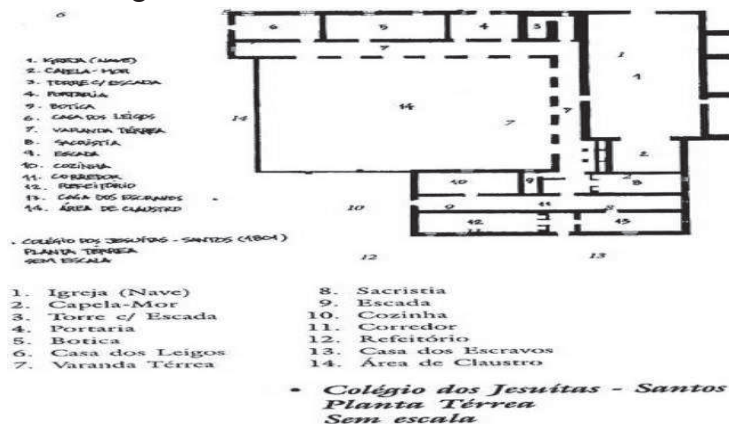 6
1. IGREJA (NAVE)
2. CAPELA-MOR
3. TORRE C/ ESCADA
4. PORTARIA
5. BOTICA
6. CASA DOS LEIGOS
7. VARANDA TÉRREA
8. SACRISTIA
9. ESCADA
10. COZINHA
11. CORREDOR
12. REFEITÓRIO
13. CASA DOS ESCRAVOS
14. ÁREA DE CLAUSTRO
. COLÉGIO DOS JESUÍTAS - SANTOS (1801)
PLANTA TÉRREA
SEM ESCALA
6 5 4 3
7
1
1
14 14 7 7
2
10 9 8
10 9 11 8
12 13
12 13
1. Igreja (Nave)
2. Capela-Mor
3. Torre c/ Escada
4. Portaria
5. Botica
6. Casa dos Leigos
7. Varanda Térrea
8. Sacristia
9. Escada
10. Cozinha
11. Corredor
12. Refeitório
13. Casa dos Escravos
14. Área de Claustro
• Colégio dos Jesuítas - Santos
Planta Térrea
Sem escala